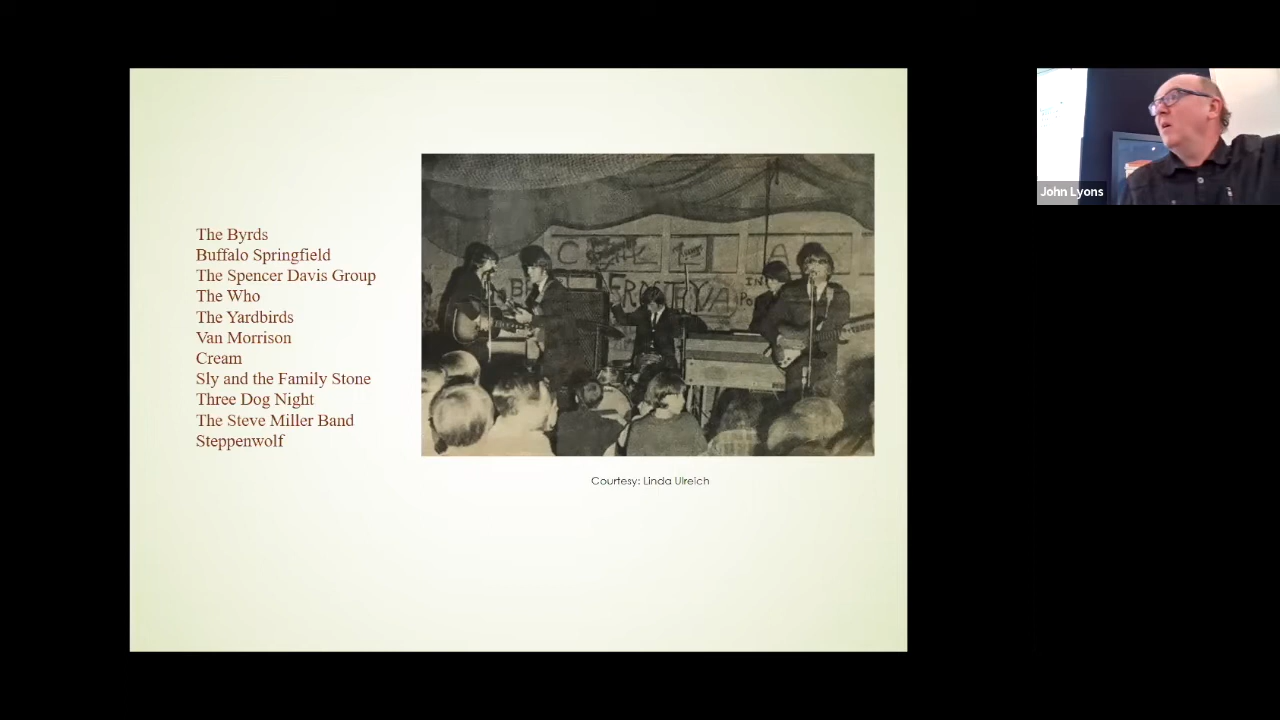 The Byrds
Buffalo Springfield
The Spencer Davis Group
The Who
The Yardbirds
Van Morrison
Cream
Sly and the Family Stone
Three Dog Night
The Steve Miller Band
Steppenwolf
Courtesy: Linda Ulreich
John Lyons